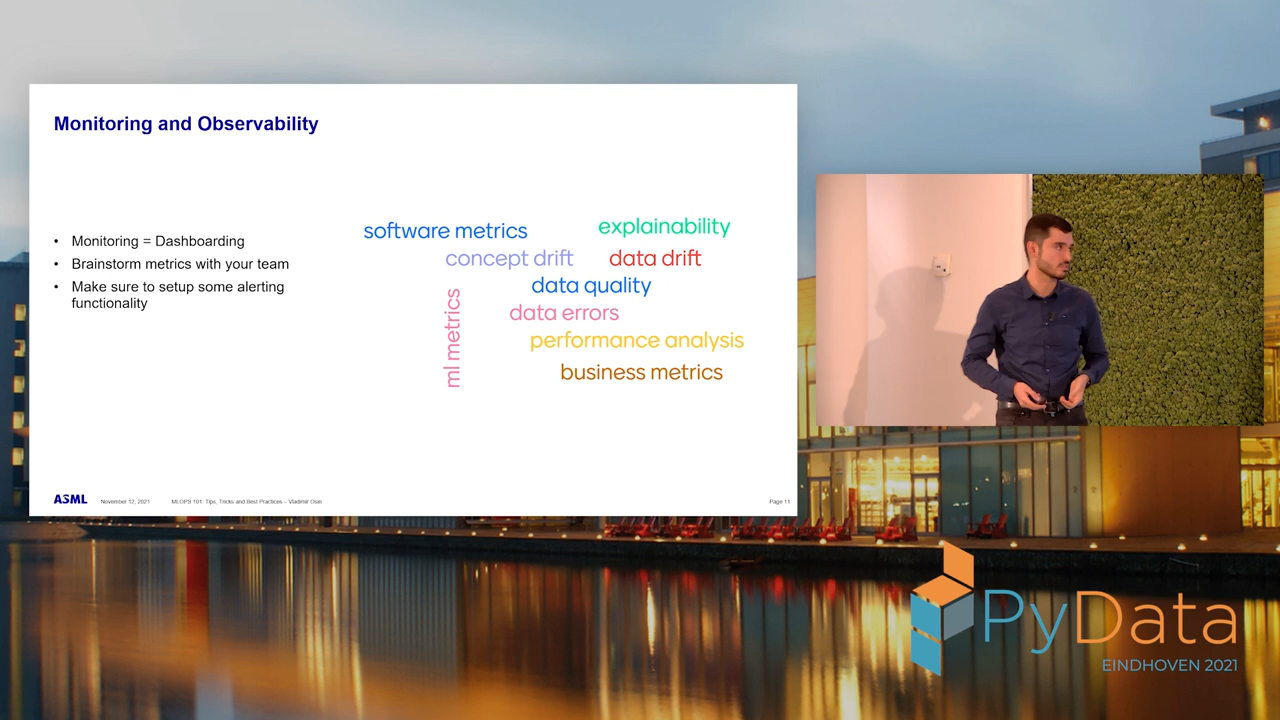 Monitoring and Observability
• Monitoring = Dashboarding
• Brainstorm metrics with your team
• Make sure to setup some alerting
functionality
software metrics
explainability
concept drift
data drift
data quality
data errors
ml metrics
performance analysis
business metrics
ASML
November 12, 2021
MLOPS 101: Tips, Tricks and Best Practices – Vladimir Osin
Page 11
PyData
EINDHOVEN 2021